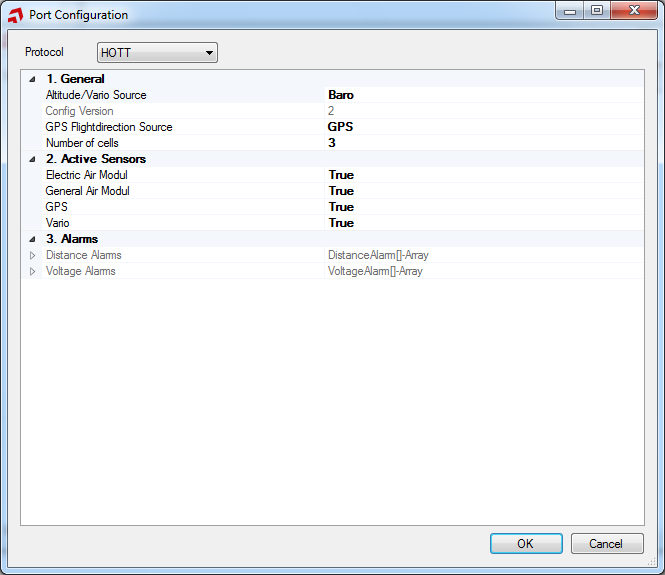 Port Configuration
Protocol HOTT
1. General
Altitude/Vario Source Baro
Config Version 2
GPS Flightdirection Source GPS
Number of cells 3
2. Active Sensors
Electric Air Modul True
General Air Modul True
GPS True
Vario True
3. Alarms
Distance Alarms DistanceAlarm[]-Array
Voltage Alarms VoltageAlarm[]-Array
OK Cancel